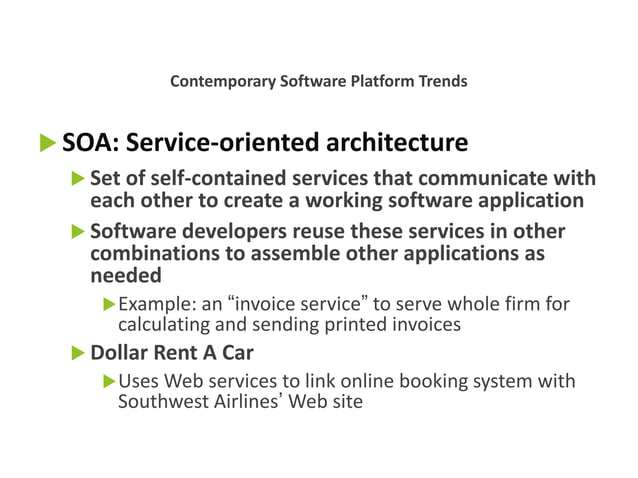 Contemporary Software Platform Trends
SOA: Service-oriented architecture
Set of self-contained services that communicate with
each other to create a working software application
Software developers reuse these services in other
combinations to assemble other applications as
needed
Example: an “invoice service” to serve whole firm for
calculating and sending printed invoices
Dollar Rent A Car
Uses Web services to link online booking system with
Southwest Airlines’ Web site